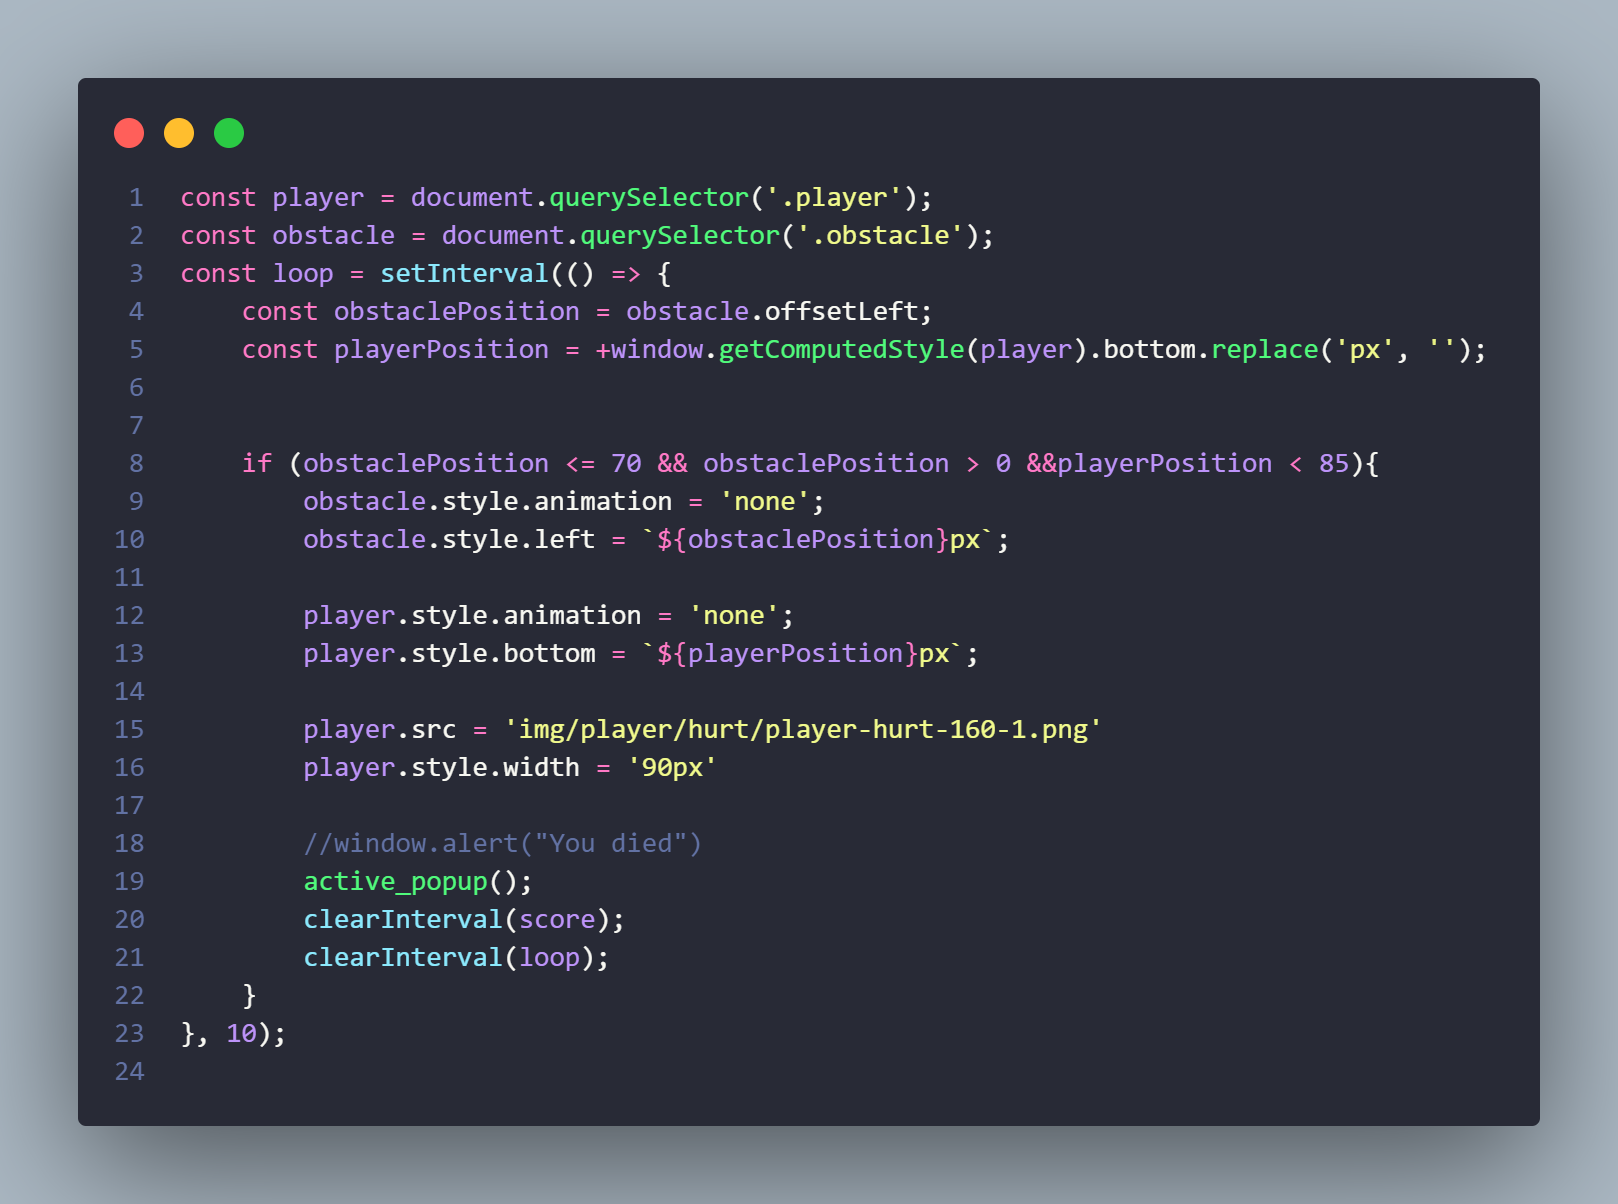 1 const player = document.querySelector('.player');
2 const obstacle = document.querySelector('.obstacle');
3 const loop = setInterval(() => {
4     const obstaclePosition = obstacle.offsetLeft;
5     const playerPosition = +window.getComputedStyle(player).bottom.replace('px', '');
6
7
8     if (obstaclePosition <= 70 && obstaclePosition > 0 &&playerPosition < 85){
9         obstacle.style.animation = 'none';
10         obstacle.style.left = `${obstaclePosition}px`;
11
12         player.style.animation = 'none';
13         player.style.bottom = `${playerPosition}px`;
14
15         player.src = 'img/player/hurt/player-hurt-160-1.png'
16         player.style.width = '90px'
17
18         //window.alert("You died")
19         active_popup();
20         clearInterval(score);
21         clearInterval(loop);
22     }
23 }, 10);
24